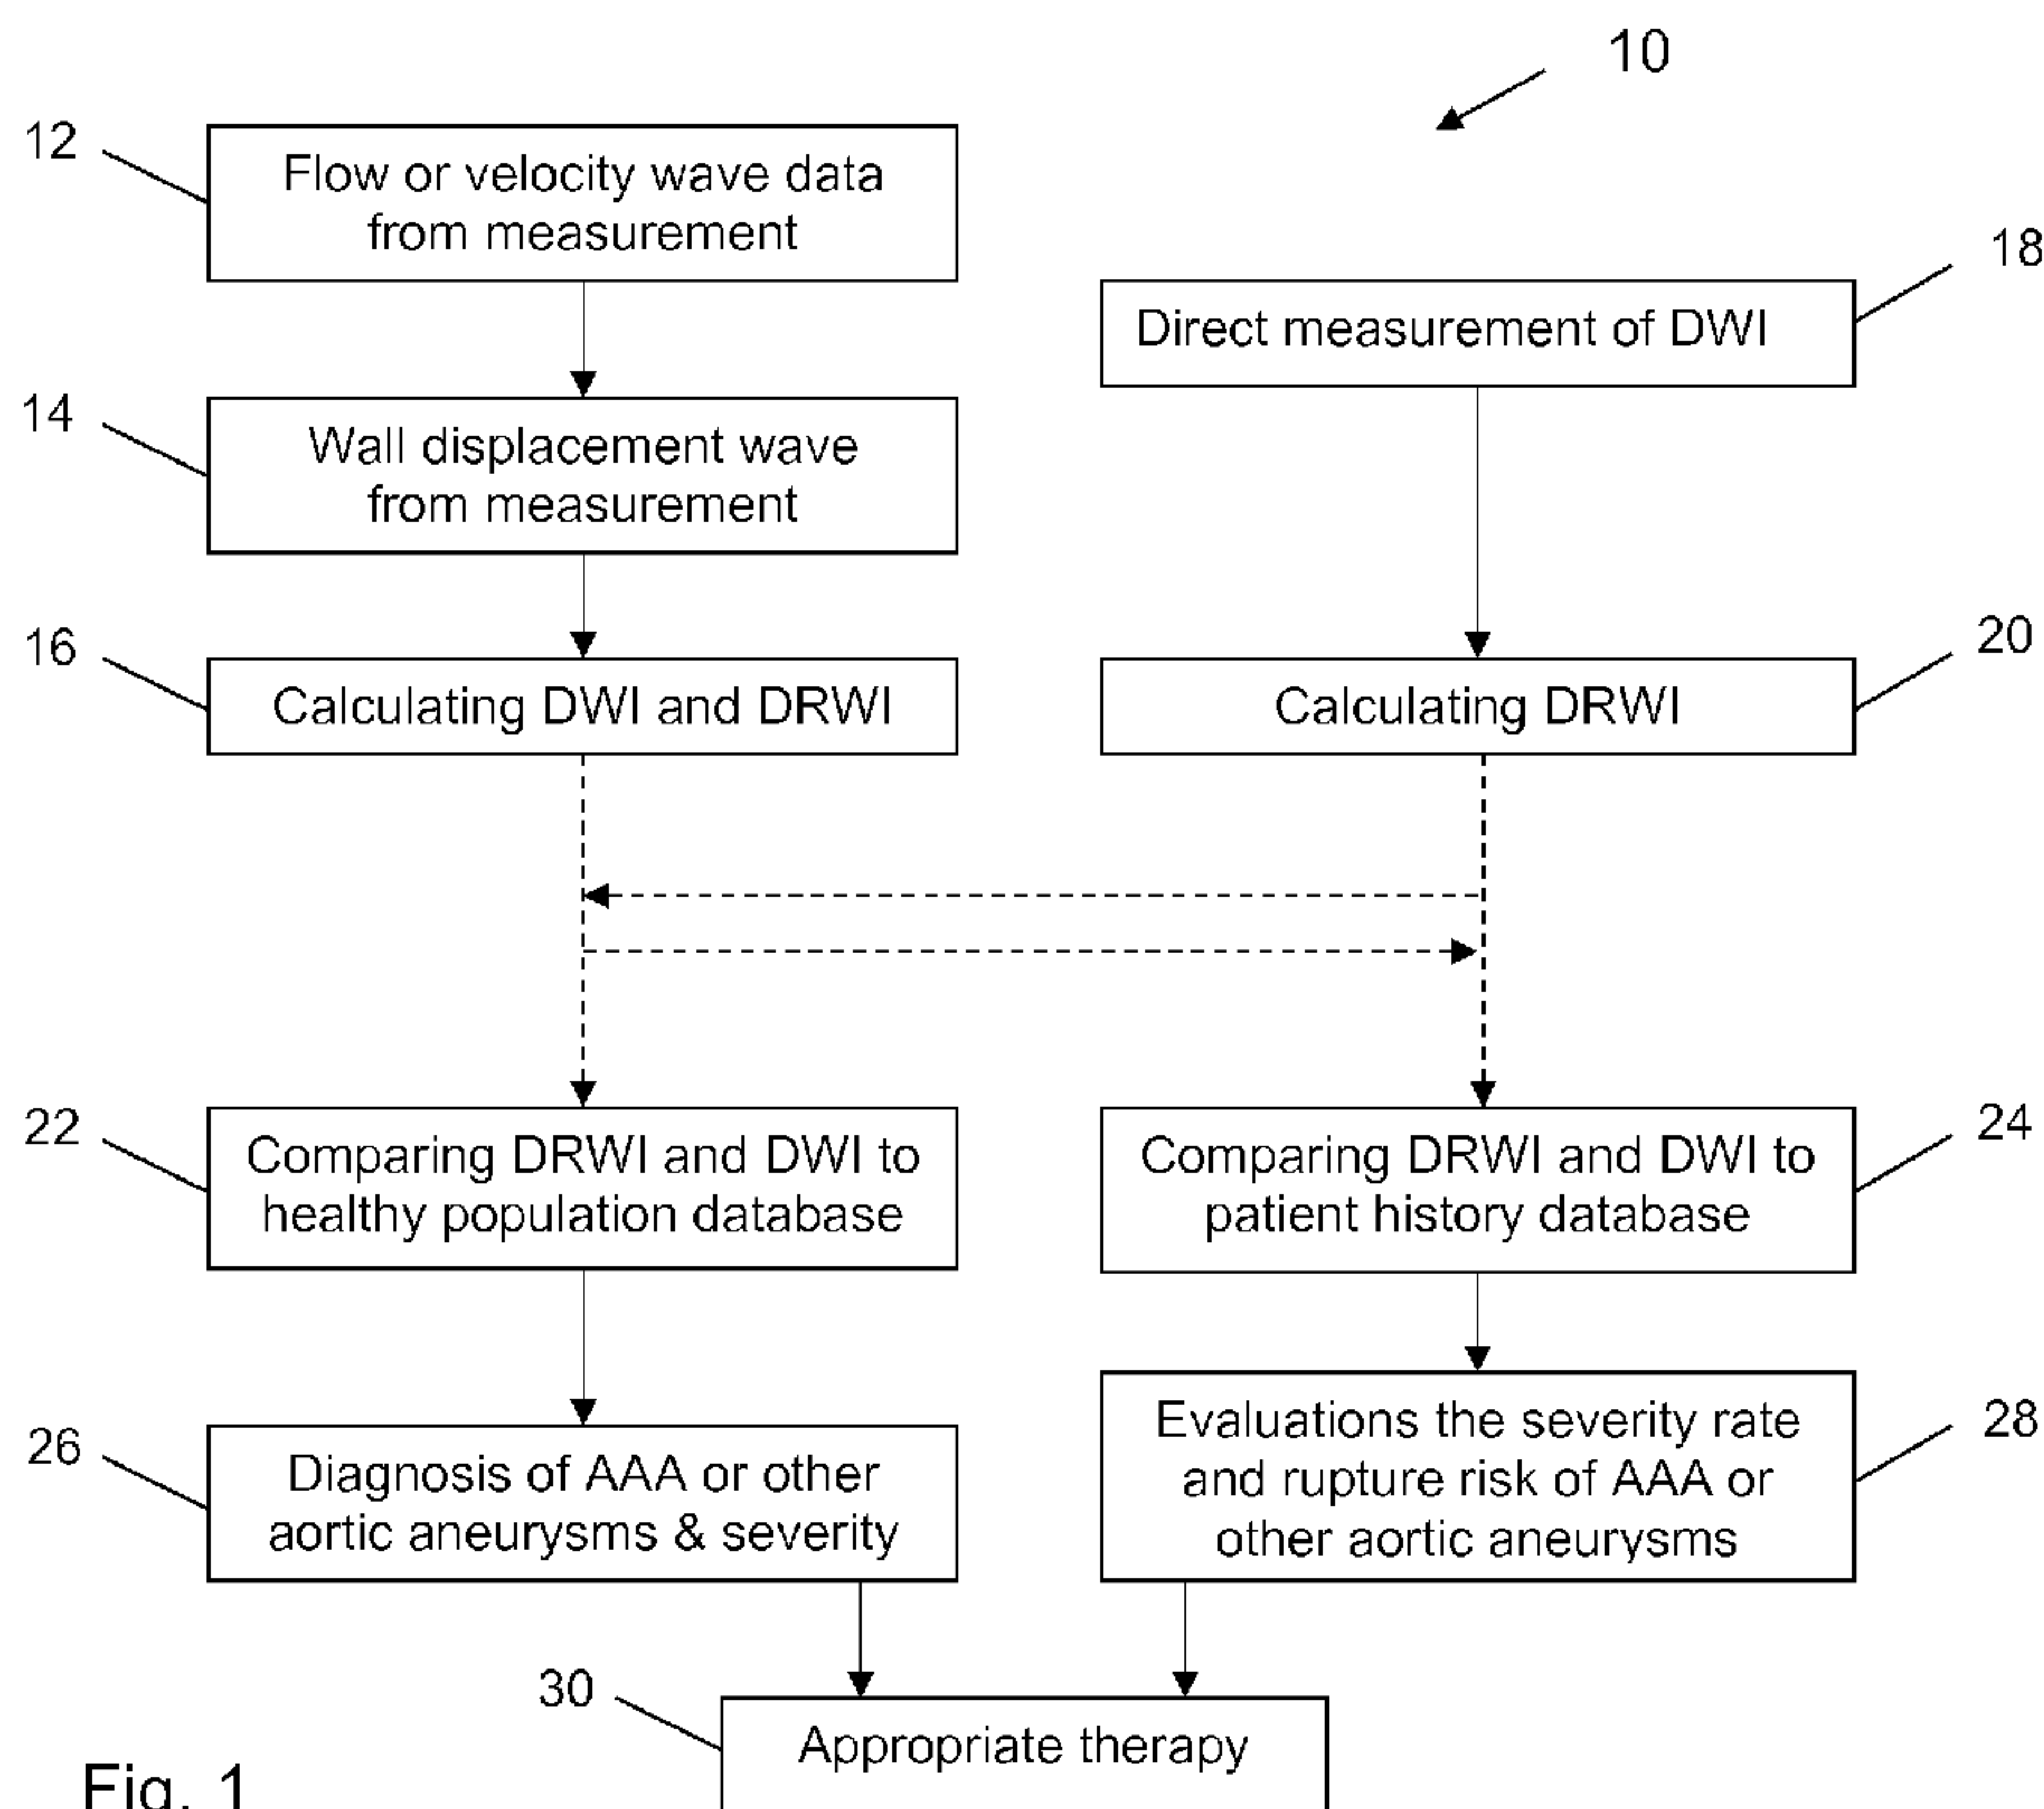 10
12
Flow or velocity wave data
from measurement
18
Direct measurement of DWI
14
Wall displacement wave
from measurement
16
Calculating DWI and DRWI
20
Calculating DRWI
22
Comparing DRWI and DWI to
healthy population database
24
Comparing DRWI and DWI to
patient history database
26
Diagnosis of AAA or other
aortic aneurysms & severity
28
Evaluations the severity rate
and rupture risk of AAA or
other aortic aneurysms
30
Appropriate therapy
Fig. 1